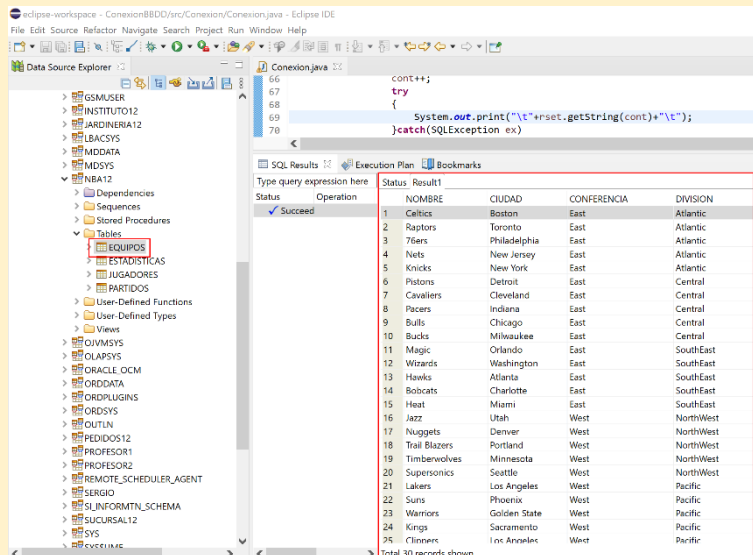 eclipse-workspace - ConexionBBDD/src/Conexion/Conexion.java - Eclipse IDE
File Edit Source Refactor Navigate Search Project Run Window Help
Data Source Explorer
GSMUSER
INSTITUTO12
JARDINERIA12
LBACSYS
MDDATA
MDSYS
NBA12
Dependencies
Sequences
Stored Procedures
Tables
EQUIPOS
ESTADISTICAS
JUGADORES
PARTIDOS
User-Defined Functions
User-Defined Types
Views
OJVMSYS
OLAPSYS
ORACLE_OCM
ORDDATA
ORDPLUGINS
ORDSYS
OUTLN
PEDIDOS12
PROFESOR1
PROFESOR2
REMOTE_SCHEDULER_AGENT
SERGIO
SI_INFORMTN_SCHEMA
SUCURSAL12
SYS
Conexion.java
66 cont++;
67 try
68 {
69 System.out.print("\t"+rset.getString(cont)+"\t");
70 }catch(SQLException ex)
SQL Results Execution Plan Bookmarks
Type query expression here
Status Operation
Succeed
Status Result1
NOMBRE CIUDAD CONFERENCIA DIVISION
1 Celtics Boston East Atlantic
2 Raptors Toronto East Atlantic
3 76ers Philadelphia East Atlantic
4 Nets New Jersey East Atlantic
5 Knicks New York East Atlantic
6 Pistons Detroit East Central
7 Cavaliers Cleveland East Central
8 Pacers Indiana East Central
9 Bulls Chicago East Central
10 Bucks Milwaukee East Central
11 Magic Orlando East SouthEast
12 Wizards Washington East SouthEast
13 Hawks Atlanta East SouthEast
14 Bobcats Charlotte East SouthEast
15 Heat Miami East SouthEast
16 Jazz Utah West NorthWest
17 Nuggets Denver West NorthWest
18 Trail Blazers Portland West NorthWest
19 Timberwolves Minnesota West NorthWest
20 Supersonics Seattle West NorthWest
21 Lakers Los Angeles West Pacific
22 Suns Phoenix West Pacific
23 Warriors Golden State West Pacific
24 Kings Sacramento West Pacific
25 Clippers Los Angeles West Pacific
Total 30 records shown